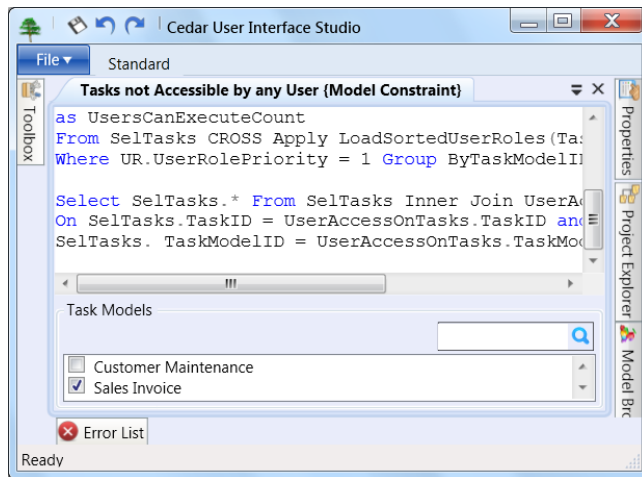 Cedar User Interface Studio
File
Standard
Toolbox
Tasks not Accessible by any User {Model Constraint}
as UsersCanExecuteCount
From SelTasks CROSS Apply LoadSortedUserRoles(Ta
Where UR.UserRolePriority = 1 Group ByTaskModelI
Select SelTasks.* From SelTasks Inner Join UserA
On SelTasks.TaskID = UserAccessOnTasks.TaskID and
SelTasks. TaskModelID = UserAccessOnTasks.TaskMo
Task Models
Customer Maintenance
Sales Invoice
Properties
Project Explorer
Model Bro
Error List
Ready